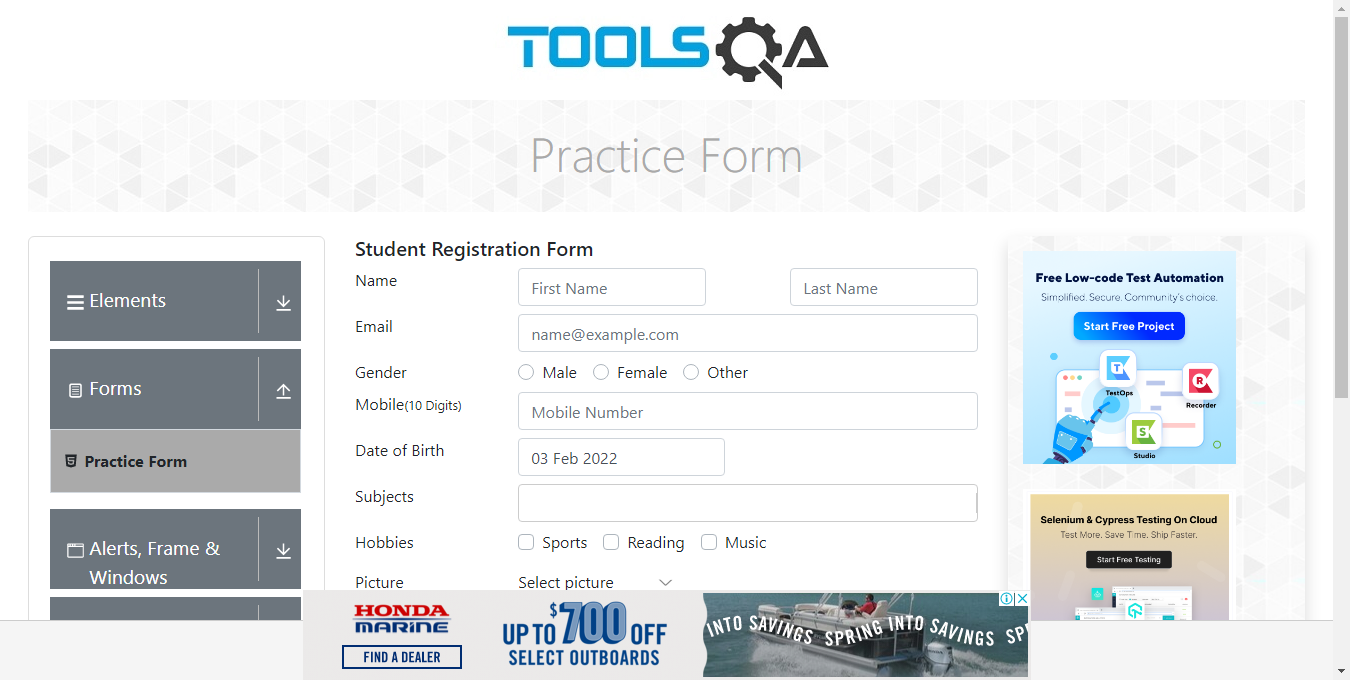 TOOLSQA
Practice Form
Elements
Forms
Practice Form
Alerts, Frame &
Windows
Student Registration Form
Name
First Name
Last Name
Email
name@example.com
Gender
Male
Female
Other
Mobile(10 Digits)
Mobile Number
Date of Birth
03 Feb 2022
Subjects
Hobbies
Sports
Reading
Music
Picture
Select picture
Free Low-code Test Automation
Simplified. Secure. Community's choice.
Start Free Project
T
TestOps
R
Recorder
S
Studio
Selenium & Cypress Testing On Cloud
Test More. Save Time. Ship Faster.
Start Free Testing
HONDA
MARINE
FIND A DEALER
UP TO $700 OFF
SELECT OUTBOARDS
INTO SAVINGS SPRING INTO SAVINGS SP